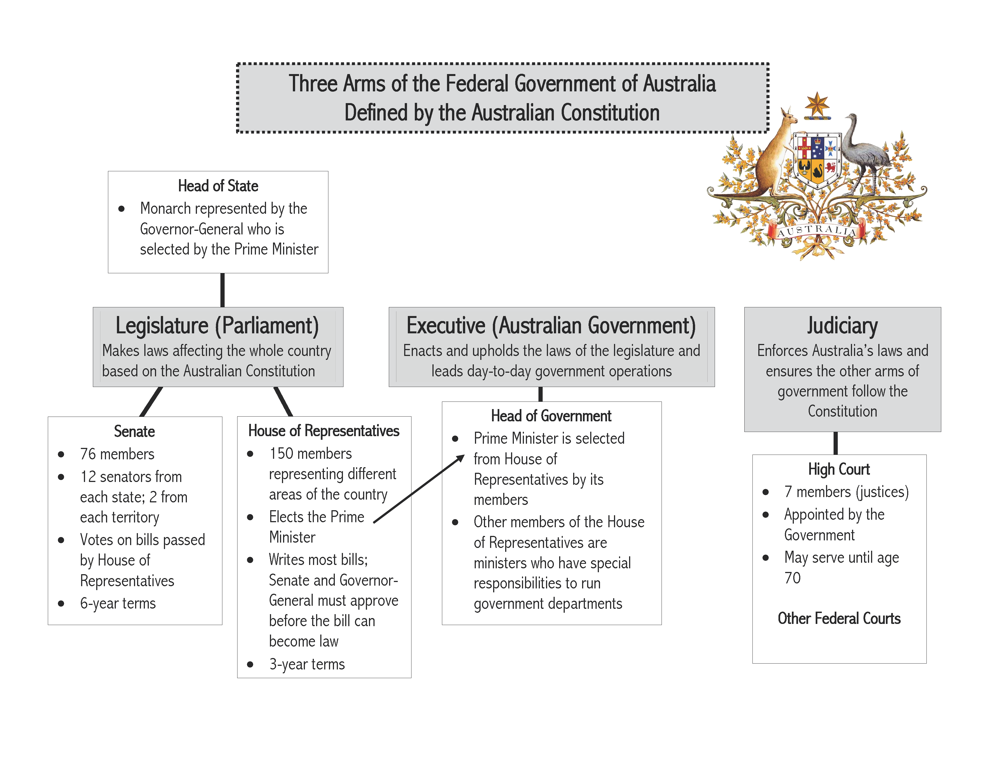 Three Arms of the Federal Government of Australia
Defined by the Australian Constitution
AUSTRALIA
Head of State
• Monarch represented by the
Governor-General who is
selected by the Prime Minister
Legislature (Parliament)
Makes laws affecting the whole country
based on the Australian Constitution
Executive (Australian Government)
Enacts and upholds the laws of the legislature and
leads day-to-day government operations
Judiciary
Enforces Australia's laws and
ensures the other arms of
government follow the
Constitution
Senate
• 76 members
• 12 senators from
each state; 2 from
each territory
• Votes on bills passed
by House of
Representatives
• 6-year terms
House of Representatives
• 150 members
representing different
areas of the country
• Elects the Prime
Minister
• Writes most bills;
Senate and Governor-
General must approve
before the bill can
become law
• 3-year terms
Head of Government
• Prime Minister is selected
from House of
Representatives by its
members
• Other members of the House
of Representatives are
ministers who have special
responsibilities to run
government departments
High Court
• 7 members (justices)
• Appointed by the
Government
• May serve until age
70
Other Federal Courts